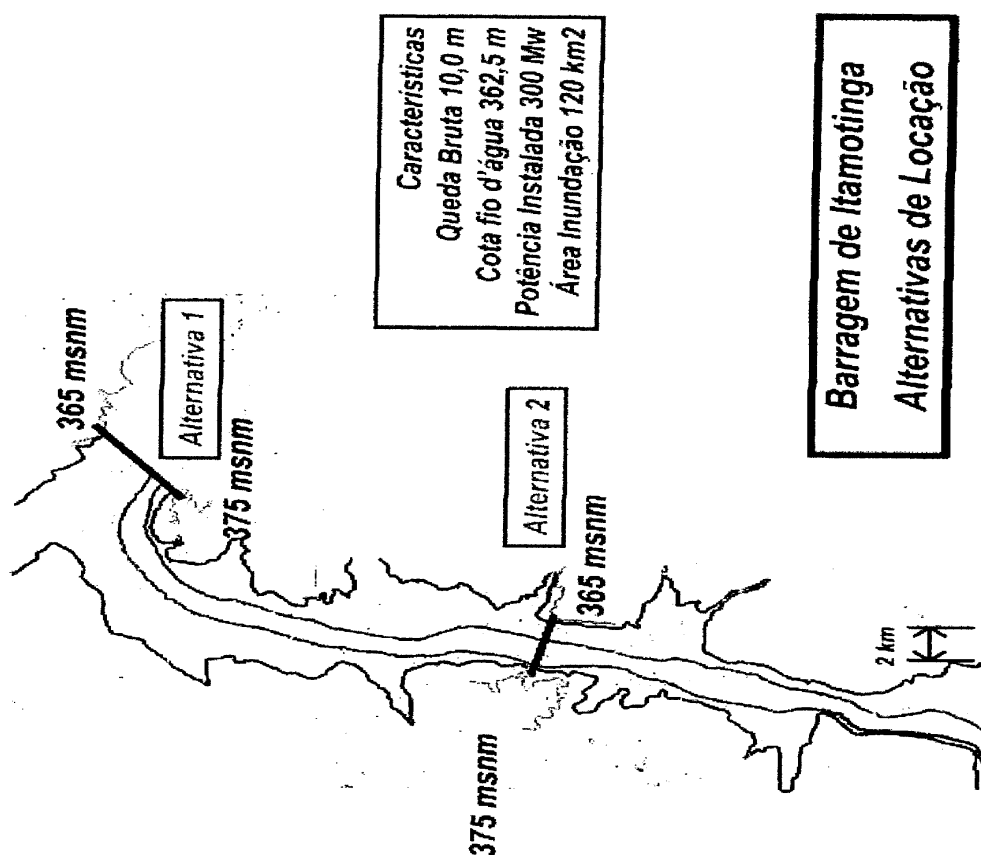 365 msnm
Alternativa 1
375 msnm
Características
Queda Bruta 10,0 m
Cota fio d'água 362,5 m
Potência Instalada 300 Mw
Área Inundação 120 km2
375 msnm
Alternativa 2
365 msnm
2 km
Barragem de Itamotinga
Alternativas de Locação